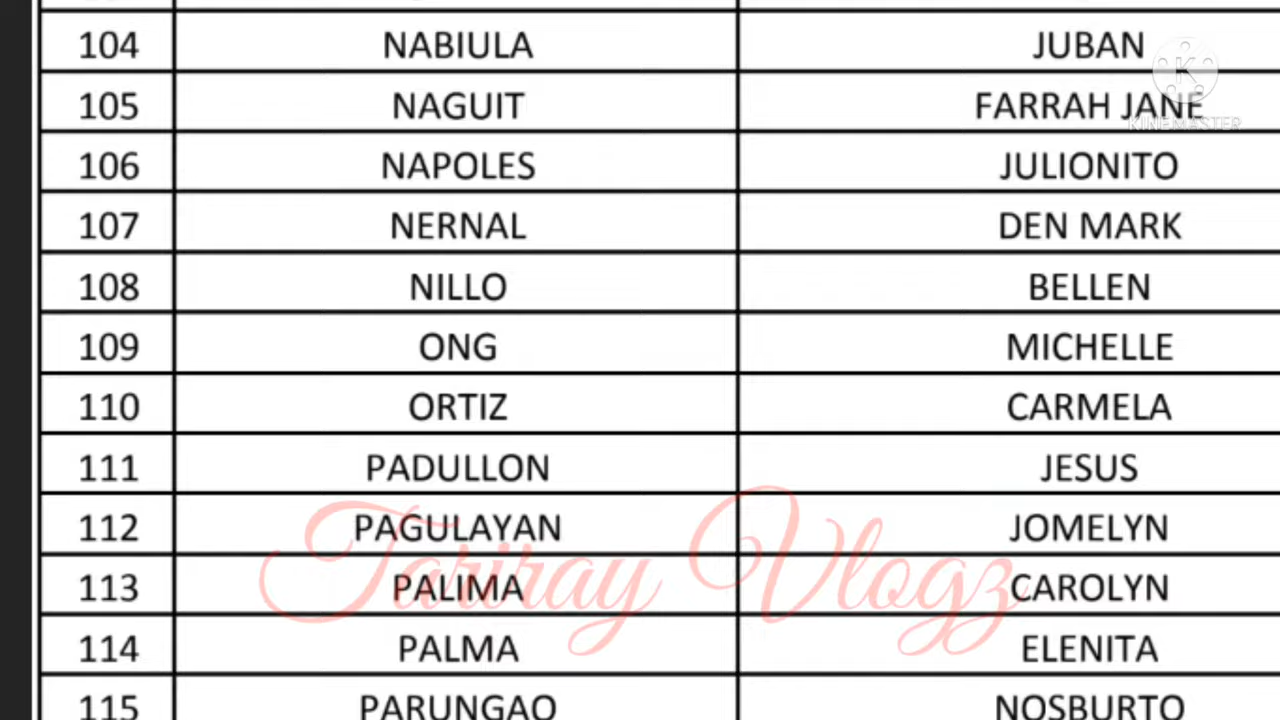 104 NABIULA JUBAN
105 NAGUIT FARRAH JANE
KINEMASTER
106 NAPOLES JULIONITO
107 NERNAL DEN MARK
108 NILLO BELLEN
109 ONG MICHELLE
110 ORTIZ CARMELA
111 PADULLON JESUS
112 PAGULAYAN JOMELYN
Tariray Vlogz
113 PALIMA CAROLYN
114 PALMA ELENITA
115 PARUNGAO NOSBURTO